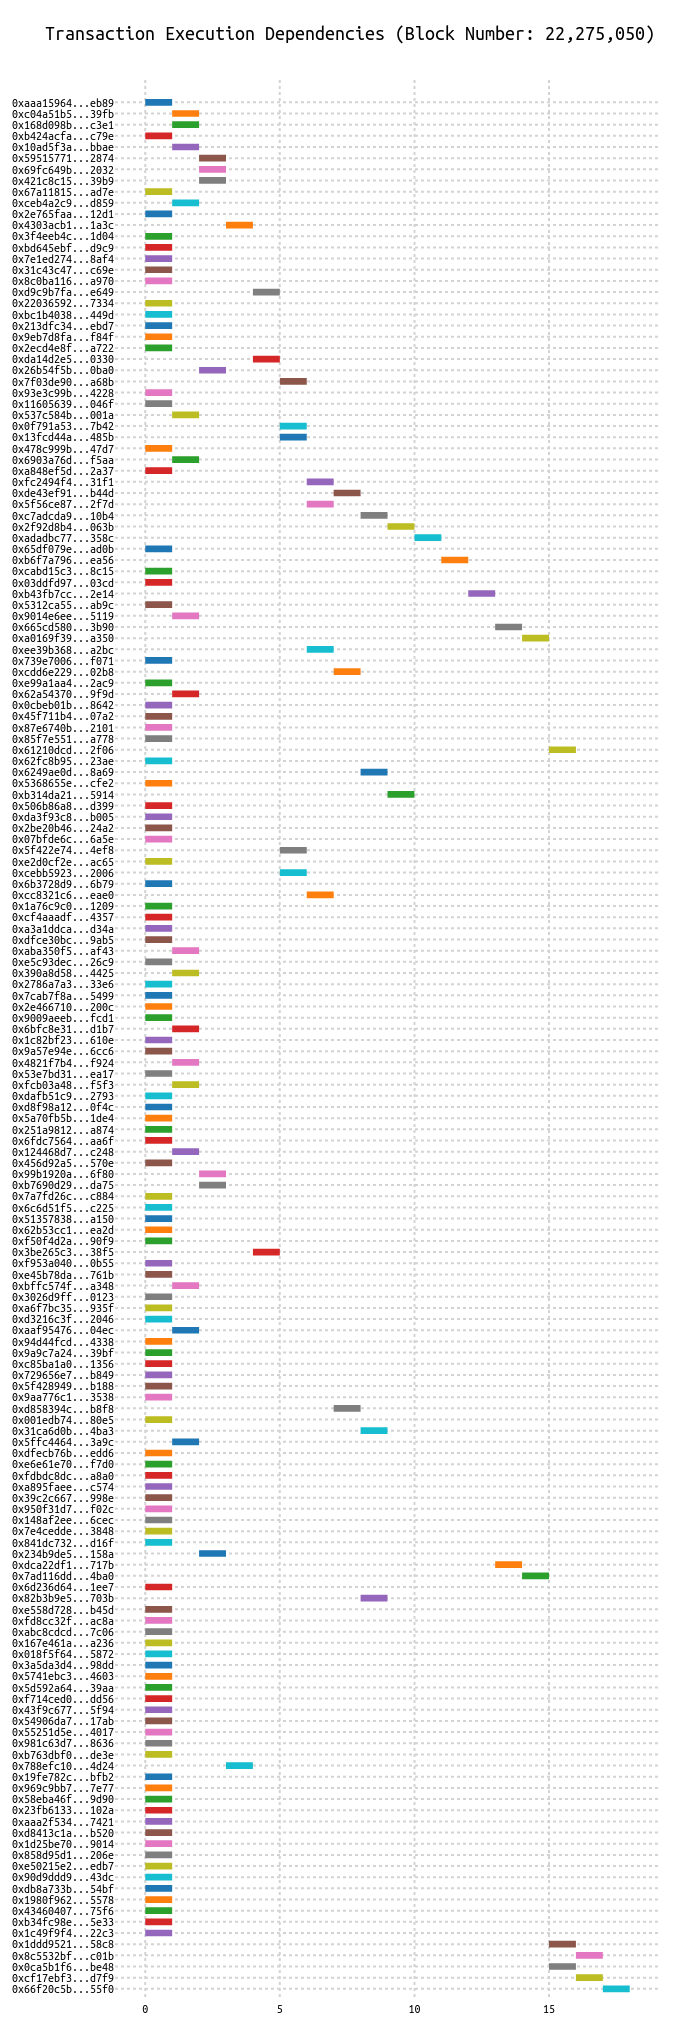 Transaction Execution Dependencies (Block Number: 22,275,050)
0xaaa15964...eb89
0xc04a51b5...39fb
0x168d098b...c3e1
0xb424acfa...c79e
0x10ad5f3a...bbae
0x59515771...2874
0x69fc649b...2032
0x421c8c15...39b9
0x67a11815...ad7e
0xceb4a2c9...d859
0x2e765faa...12d1
0x4303acb1...1a3c
0x3f4eeb4c...1d04
0xbd645ebf...d9c9
0x7e1ed274...8af4
0x31c43c47...c69e
0x8c0ba116...a970
0xd9c9b7fa...e649
0x22036592...7334
0xbc1b4038...449d
0x213dfc34...ebd7
0x9eb7d8fa...f84f
0x2ecd4e8f...a722
0xda14d2e5...0330
0x26b54f5b...0ba0
0x7f03de90...a68b
0x93e3c99b...4228
0x11605639...046f
0x537c584b...001a
0x0f791a53...7b42
0x13fcd44a...485b
0x478c999b...47d7
0x6903a76d...f5aa
0xa848ef5d...2a37
0xfc2494f4...31f1
0xde43ef91...b44d
0x5f56ce87...2f7d
0xc7adcda9...10b4
0x2f92d8b4...063b
0xadadbc77...358c
0x65df079e...ad0b
0xb6f7a796...ea56
0xcabd15c3...8c15
0x03ddfd97...03cd
0xb43fb7cc...2e14
0x5312ca55...ab9c
0x9014e6ee...5119
0x665cd580...3b90
0xa0169f39...a350
0xee39b368...a2bc
0x739e7006...f071
0xcdd6e229...02b8
0xe99a1aa4...2ac9
0x62a54370...9f9d
0x0cbeb01b...8642
0x45f711b4...07a2
0x87e6740b...2101
0x85f7e551...a778
0x61210dcd...2f06
0x62fc8b95...23ae
0x6249ae0d...8a69
0x5368655e...cfe2
0xb314da21...5914
0x506b86a8...d399
0xda3f93c8...b005
0x2be20b46...24a2
0x07bfde6c...6a5e
0x5f422e74...4ef8
0xe2d0cf2e...ac65
0xcebb5923...2006
0x6b3728d9...6b79
0xcc8321c6...eae0
0x1a76c9c0...1209
0xcf4aaadf...4357
0xa3a1ddca...d34a
0xdfce30bc...9ab5
0xaba350f5...af43
0xe5c93dec...26c9
0x390a8d58...4425
0x2786a7a3...33e6
0x7cab7f8a...5499
0x2e466710...200c
0x9009aeeb...fcd1
0x6bfc8e31...d1b7
0x1c82bf23...610e
0x9a57e94e...6cc6
0x4821f7b4...f924
0x53e7bd31...ea17
0xfcb03a48...f5f3
0xdafb51c9...2793
0xd8f98a12...0f4c
0x5a70fb5b...1de4
0x251a9812...a874
0x6fdc7564...aa6f
0x124468d7...c248
0x456d92a5...570e
0x99b1920a...6f80
0xb7690d29...da75
0x7a7fd26c...c884
0x6c6d51f5...c225
0x51357838...a150
0x62b53cc1...ea2d
0xf50f4d2a...90f9
0x3be265c3...38f5
0xf953a040...0b55
0xe45b78da...761b
0xbffc574f...a348
0x3026d9ff...0123
0xa6f7bc35...935f
0xd3216c3f...2046
0xaaf95476...04ec
0x94d44fcd...4338
0x9a9c7a24...39bf
0xc85ba1a0...1356
0x729656e7...b849
0x5f428949...b188
0x9aa776c1...3538
0xd858394c...b8f8
0x001edb74...80e5
0x31ca6d0b...4ba3
0x5ffc4464...3a9c
0xdfecb76b...edd6
0xe6e61e70...f7d0
0xfdbdc8dc...a8a0
0xa895faee...c574
0x39c2c667...998e
0x950f31d7...f02c
0x148af2ee...6cec
0x7e4cedde...3848
0x841dc732...d16f
0x234b9de5...158a
0xdca22df1...717b
0x7ad116dd...4ba0
0x6d236d64...1ee7
0x82b3b9e5...703b
0xe558d728...b45d
0xfd8cc32f...ac8a
0xabc8cdcd...7c06
0x167e461a...a236
0x018f5f64...5872
0x3a5da3d4...98dd
0x5741ebc3...4603
0x5d592a64...39aa
0xf714ced0...dd56
0x43f9c677...5f94
0x54906da7...17ab
0x55251d5e...4017
0x981c63d7...8636
0xb763dbf0...de3e
0x788efc10...4d24
0x19fe782c...bfb2
0x969c9bb7...7e77
0x58eba46f...9d90
0x23fb6133...102a
0xaaa2f534...7421
0xd8413c1a...b520
0x1d25be70...9014
0x858d95d1...206e
0xe50215e2...edb7
0x90d9ddd9...43dc
0xdb8a733b...54bf
0x1980f962...5578
0x43460407...75f6
0xb34fc98e...5e33
0x1c49f9f4...22c3
0x1ddd9521...58c8
0x8c5532bf...c01b
0x0ca5b1f6...be48
0xcf17ebf3...d7f9
0x66f20c5b...55f0
0 5 10 15